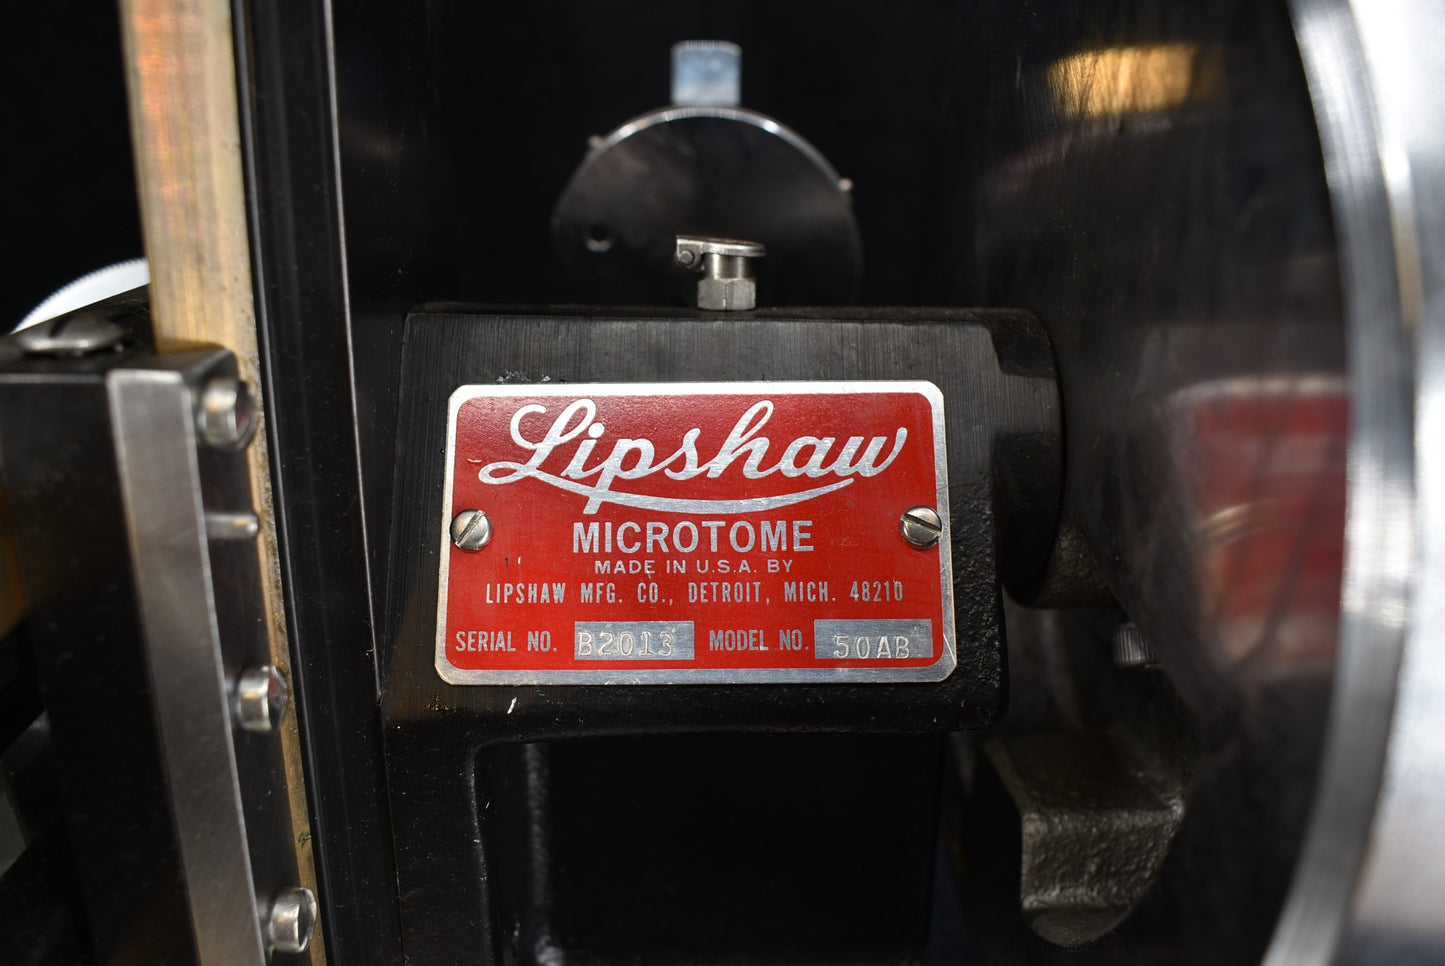 Lipshaw
MICROTOME
MADE IN U.S.A. BY
LIPSHAW MFG. CO., DETROIT, MICH. 48210
SERIAL NO. B2013 MODEL NO. 50AB